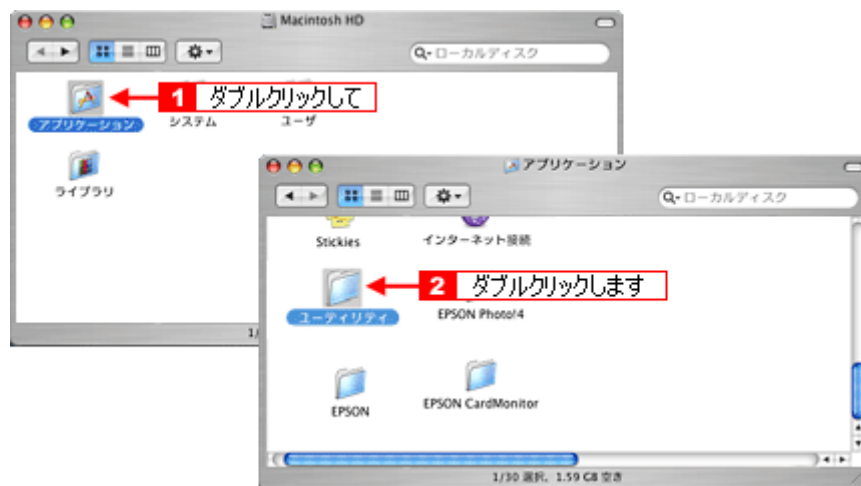 Macintosh HD
ローカルディスク
1 ダブルクリックして
アプリケーション
システム
ユーザ
ライブラリ
1/
アプリケーション
ローカルディスク
Stickies
インターネット接続
2 ダブルクリックします
ユーティリティ
EPSON Photo!4
EPSON
EPSON CardMonitor
1/30 選択、1.59 GB 空き